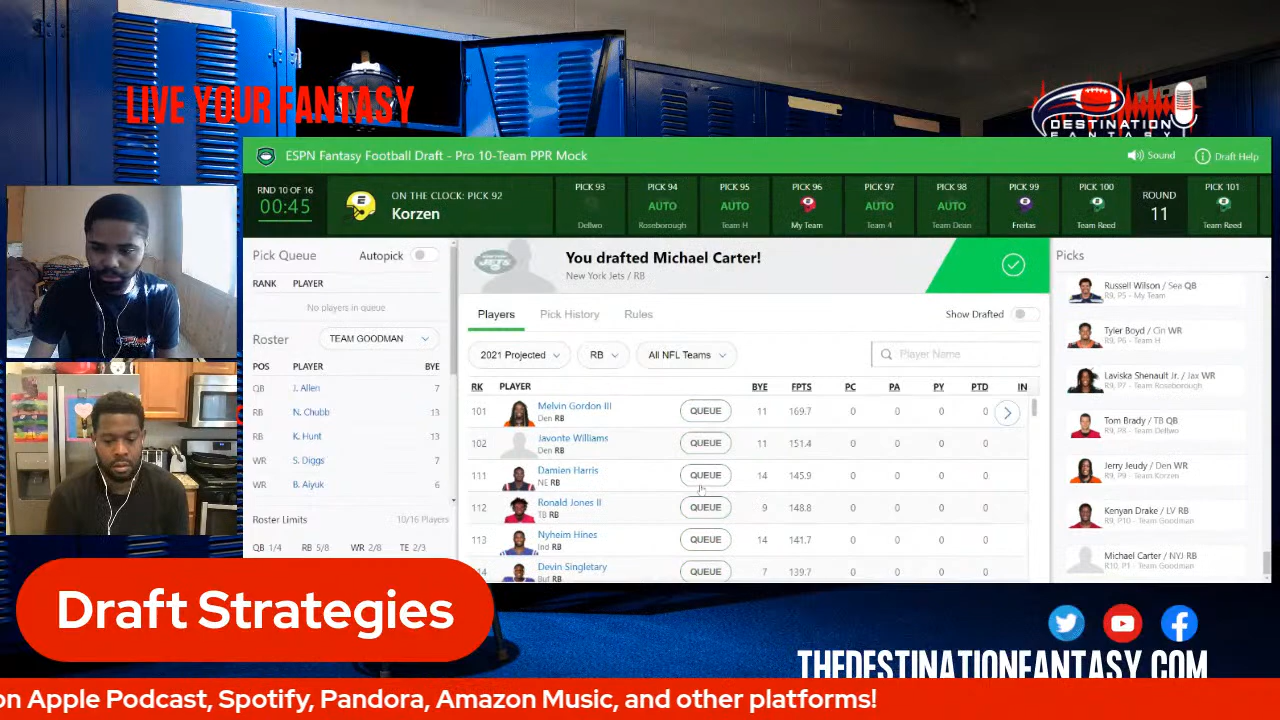 LIVE YOUR FANTASY
DESTINATION
FANTASY
ESPN Fantasy Football Draft - Pro 10-Team PPR Mock
Sound
Draft Help
RND 10 OF 16
00:45
ON THE CLOCK: PICK 92
Korzen
PICK 93
Dellwo
PICK 94
AUTO
Roseborough
PICK 95
AUTO
Team H
PICK 96
My Team
PICK 97
AUTO
Team 4
PICK 98
AUTO
Team Dean
PICK 99
Freitas
PICK 100
Team Reed
ROUND
11
PICK 101
Team Reed
Pick Queue
Autopick
RANK PLAYER
No players in queue
Roster
TEAM GOODMAN
POS PLAYER BYE
QB J. Allen 7
RB N. Chubb 13
RB K. Hunt 13
WR S. Diggs 7
WR B. Aiyuk 6
Roster Limits 10/16 Players
QB 1/4 RB 5/8 WR 2/8 TE 2/3
JETS
You drafted Michael Carter!
New York Jets / RB
Players
Pick History
Rules
Show Drafted
2021 Projected
RB
All NFL Teams
Player Name
RK PLAYER BYE FPTS PC PA PY PTD IN
101 Melvin Gordon III QUEUE 11 169.7 0 0 0 0
Den RB
102 Javonte Williams QUEUE 11 151.4 0 0 0 0
Den RB
111 Damien Harris QUEUE 14 145.9 0 0 0 0
NE RB
112 Ronald Jones II QUEUE 9 148.8 0 0 0 0
TB RB
113 Nyheim Hines QUEUE 14 141.7 0 0 0 0
Ind RB
14 Devin Singletary QUEUE 7 139.7 0 0 0 0
Buf RB
Picks
Russell Wilson / Sea QB
R9, P5 - My Team
Tyler Boyd / Cin WR
R9, P6 - Team H
Laviska Shenault Jr. / Jax WR
R9, P7 - Team Roseborough
Tom Brady / TB QB
R9, P8 - Team Dellwo
Jerry Jeudy / Den WR
R9, P9 - Team Korzen
Kenyan Drake / LV RB
R9, P10 - Team Goodman
Michael Carter / NYJ RB
R10, P1 - Team Goodman
Draft Strategies
THEDESTINATIONFANTASY.COM
on Apple Podcast, Spotify, Pandora, Amazon Music, and other platforms!